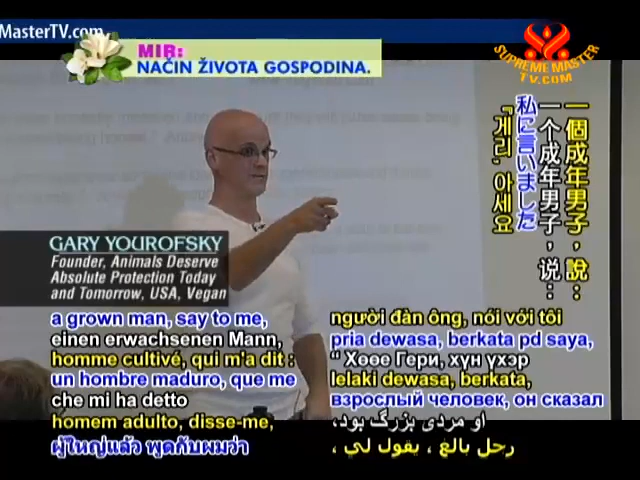 MasterTV.com
MIR:
NAČIN ŽIVOTA GOSPODINA.
SUPREME MASTER
TV.COM
一個成年男子，說：
一个成年男子，说：
私に言いました
「게리, 아세요
GARY YOUROFSKY
Founder, Animals Deserve
Absolute Protection Today
and Tomorrow, USA, Vegan
a grown man, say to me,
einen erwachsenen Mann,
homme cultivé, qui m'a dit :
un hombre maduro, que me
che mi ha detto
homem adulto, disse-me,
ผู้ใหญ่แล้ว พูดกับผมว่า
người đàn ông, nói với tôi
pria dewasa, berkata pd saya,
“ Хөөе Гери, хүн үхэр
lelaki dewasa, berkata,
взрослый человек, он сказал
او مردی بزرگ بود،
رجل بالغ ، يقول لي ،